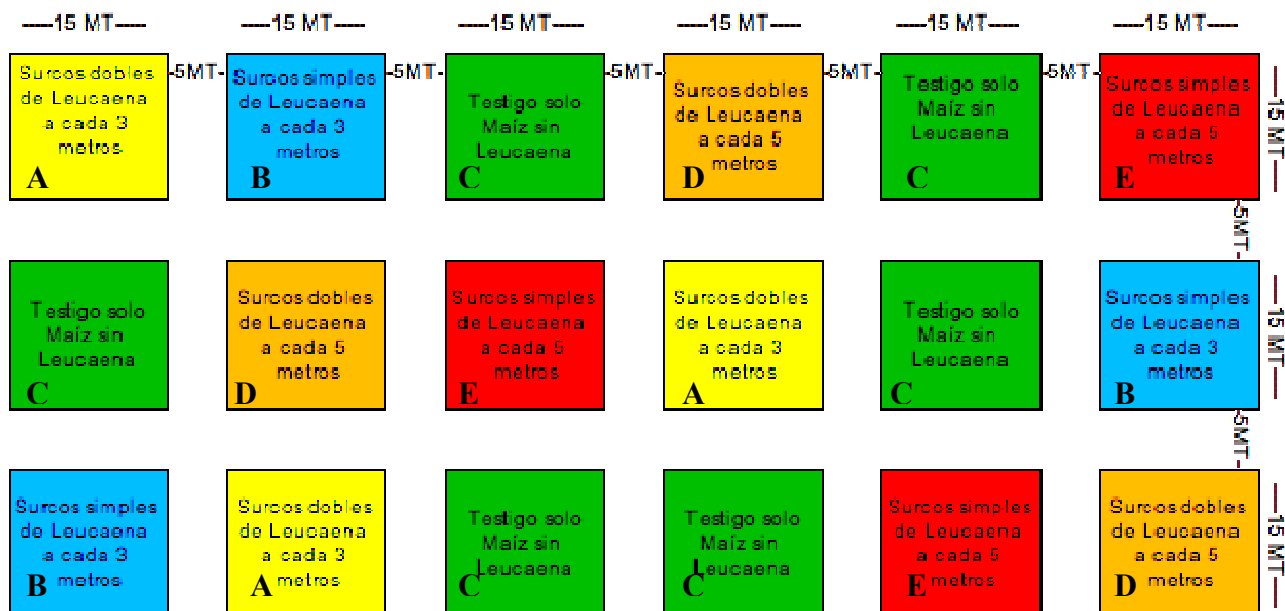 -----15 MT----- -----15 MT----- -----15 MT----- -----15 MT----- -----15 MT----- -----15 MT-----
Surcos dobles
de Leucaena
a cada 3
metros
A
-5MT-
Surcos simples
de Leucaena
a cada 3
metros
B
-5MT-
Testigo solo
Maíz sin
Leucaena
C
-5MT-
Surcos dobles
de Leucaena
a cada 5
metros
D
-5MT-
Testigo solo
Maíz sin
Leucaena
C
-5MT-
Surcos simples
de Leucaena
a cada 5
metros
E
----15 MT----
-5MT-
Testigo solo
Maíz sin
Leucaena
C
Surcos dobles
de Leucaena
a cada 5
metros
D
Surcos simples
de Leucaena
a cada 5
metros
E
Surcos dobles
de Leucaena
a cada 3
metros
A
Testigo solo
Maíz sin
Leucaena
C
Surcos simples
de Leucaena
a cada 3
metros
B
----15 MT----
-5MT-
Surcos simples
de Leucaena
a cada 3
metros
B
Surcos dobles
de Leucaena
a cada 3
metros
A
Testigo solo
Maíz sin
Leucaena
C
Testigo solo
Maíz sin
Leucaena
C
Surcos simples
de Leucaena
a cada 5
metros
E
Surcos dobles
de Leucaena
a cada 5
metros
D
----15 MT----